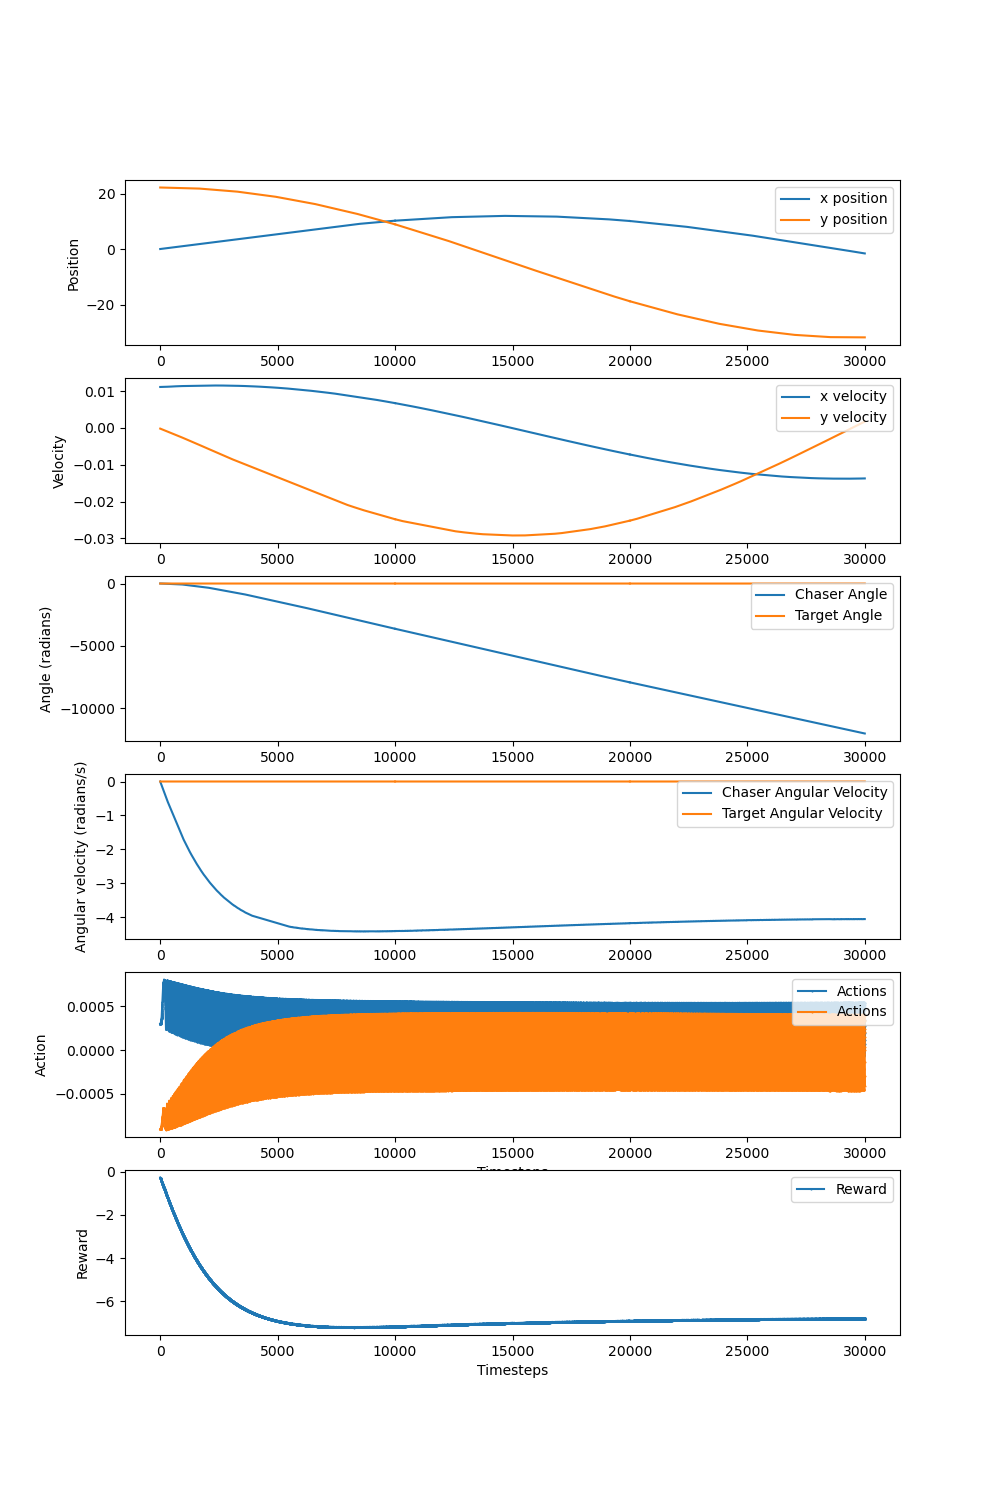 20
0
−20
Position
x position
y position
0 5000 10000 15000 20000 25000 30000
0.01
0.00
−0.01
−0.02
−0.03
Velocity
x velocity
y velocity
0 5000 10000 15000 20000 25000 30000
0
−5000
−10000
Angle (radians)
Chaser Angle
Target Angle
0 5000 10000 15000 20000 25000 30000
0
−1
−2
−3
−4
Angular velocity (radians/s)
Chaser Angular Velocity
Target Angular Velocity
0 5000 10000 15000 20000 25000 30000
0.0005
0.0000
−0.0005
Action
Actions
Actions
0 5000 10000 15000 20000 25000 30000
Timesteps
0
−2
−4
−6
Reward
Reward
0 5000 10000 15000 20000 25000 30000
Timesteps